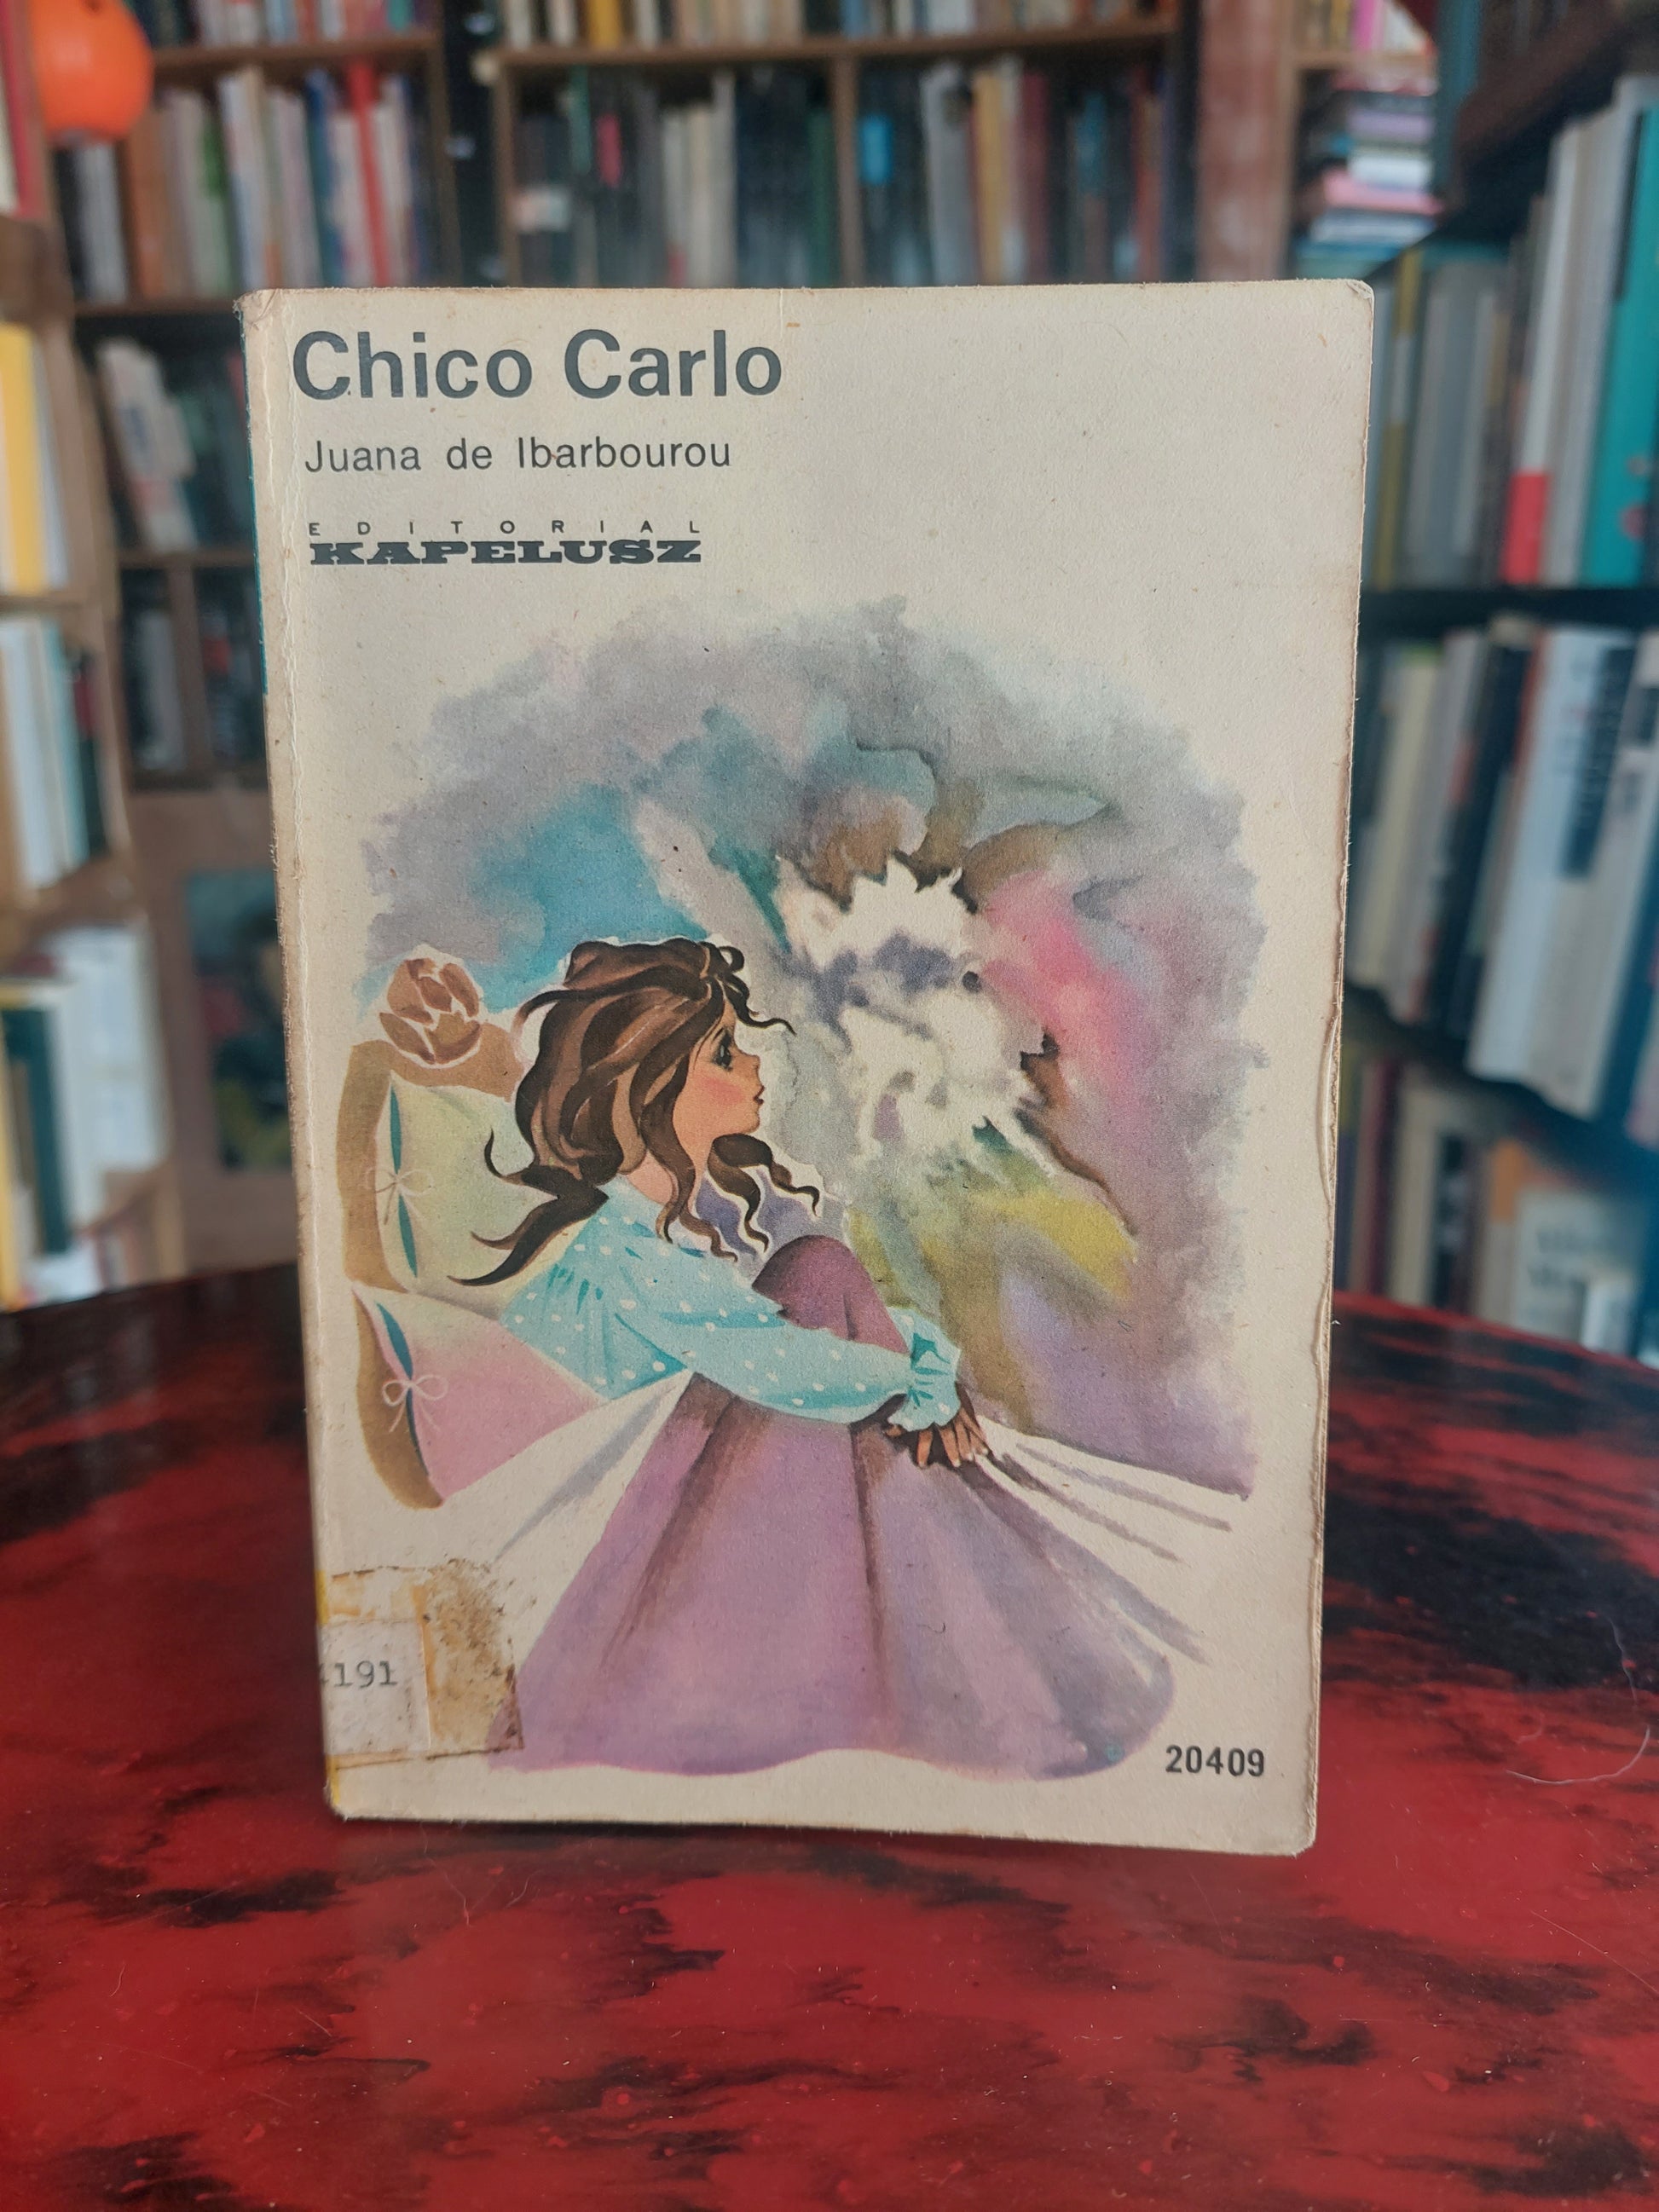 Chico Carlo
Juana de Ibarbourou
EDITORIAL
KAPELUSZ
191
20409